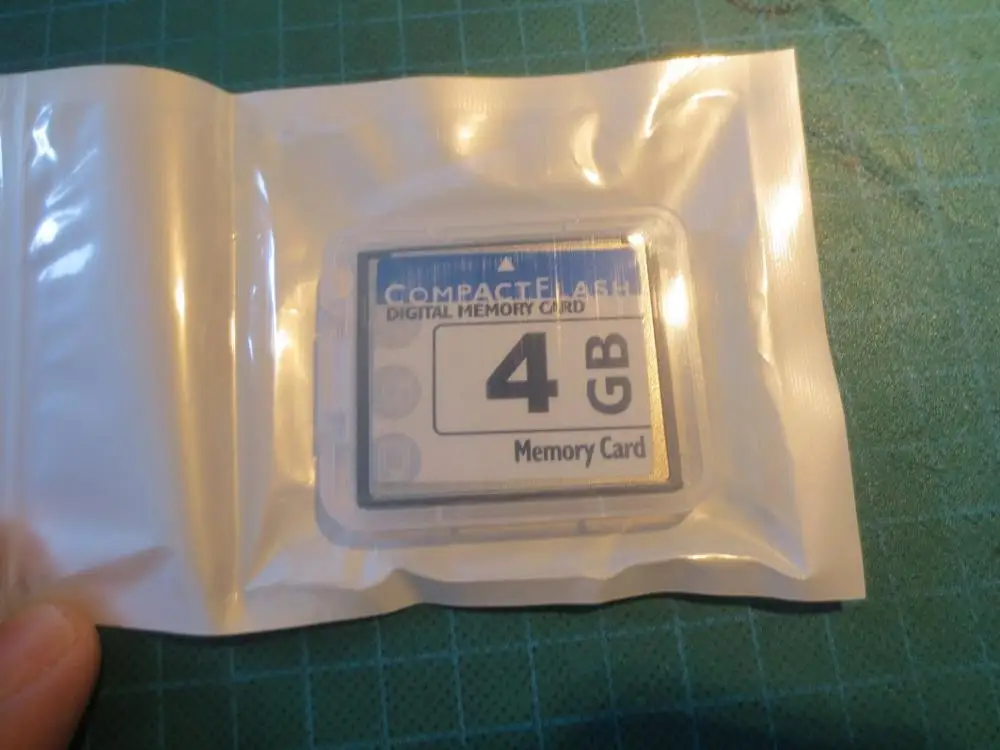 COMPACTFLASH
DIGITAL MEMORY CARD
4 GB
Memory Card